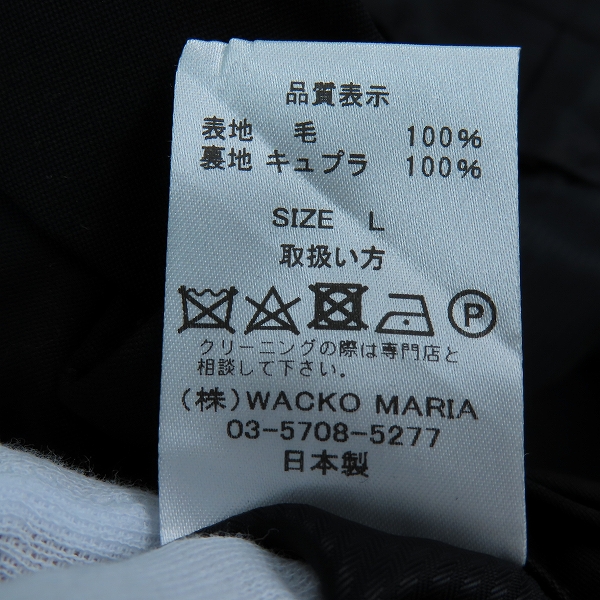 品質表示
表地 毛 100%
裏地 キュプラ 100%
SIZE L
取扱い方
P
クリーニングの際は専門店と
相談して下さい。
(株)WACKO MARIA
03-5708-5277
日本製